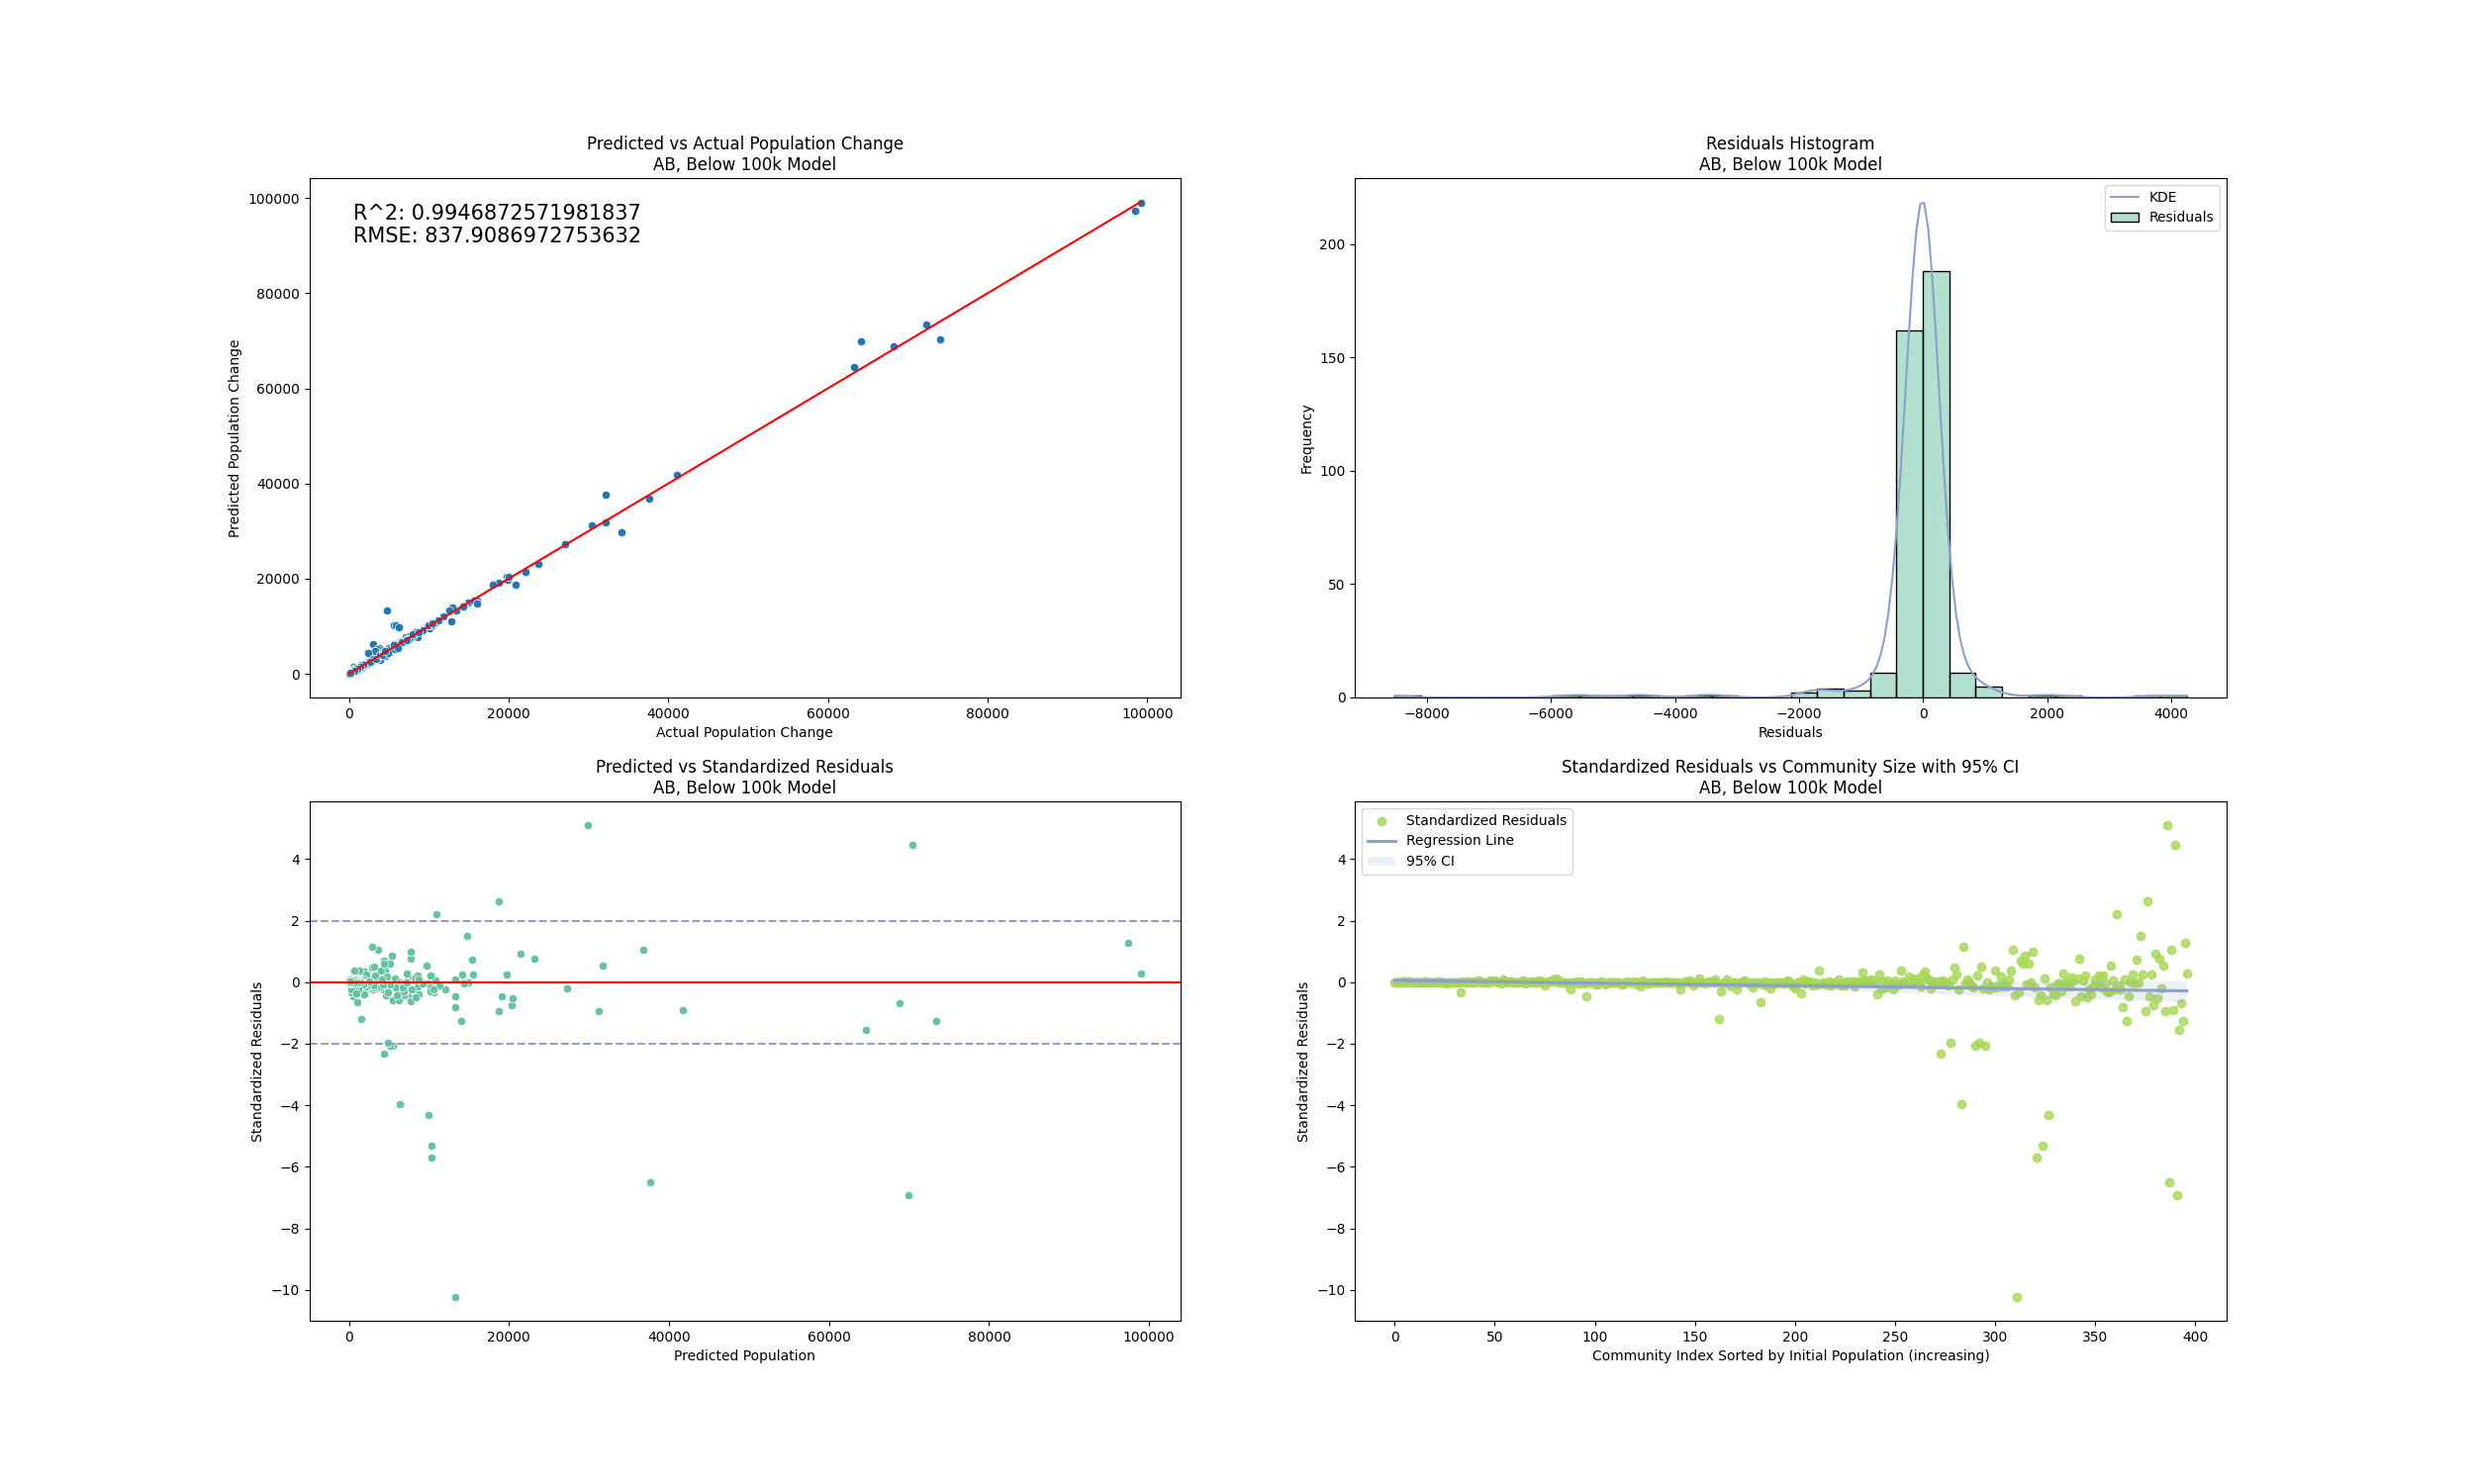 Predicted vs Actual Population Change
AB, Below 100k Model
R^2: 0.9946872571981837
RMSE: 837.9086972753632
100000
80000
60000
40000
20000
0
Predicted Population Change
0 20000 40000 60000 80000 100000
Actual Population Change
Residuals Histogram
AB, Below 100k Model
KDE
Residuals
200
150
100
50
0
Frequency
−8000 −6000 −4000 −2000 0 2000 4000
Residuals
Predicted vs Standardized Residuals
AB, Below 100k Model
4
2
0
−2
−4
−6
−8
−10
Standardized Residuals
0 20000 40000 60000 80000 100000
Predicted Population
Standardized Residuals vs Community Size with 95% CI
AB, Below 100k Model
Standardized Residuals
Regression Line
95% CI
4
2
0
−2
−4
−6
−8
−10
Standardized Residuals
0 50 100 150 200 250 300 350 400
Community Index Sorted by Initial Population (increasing)